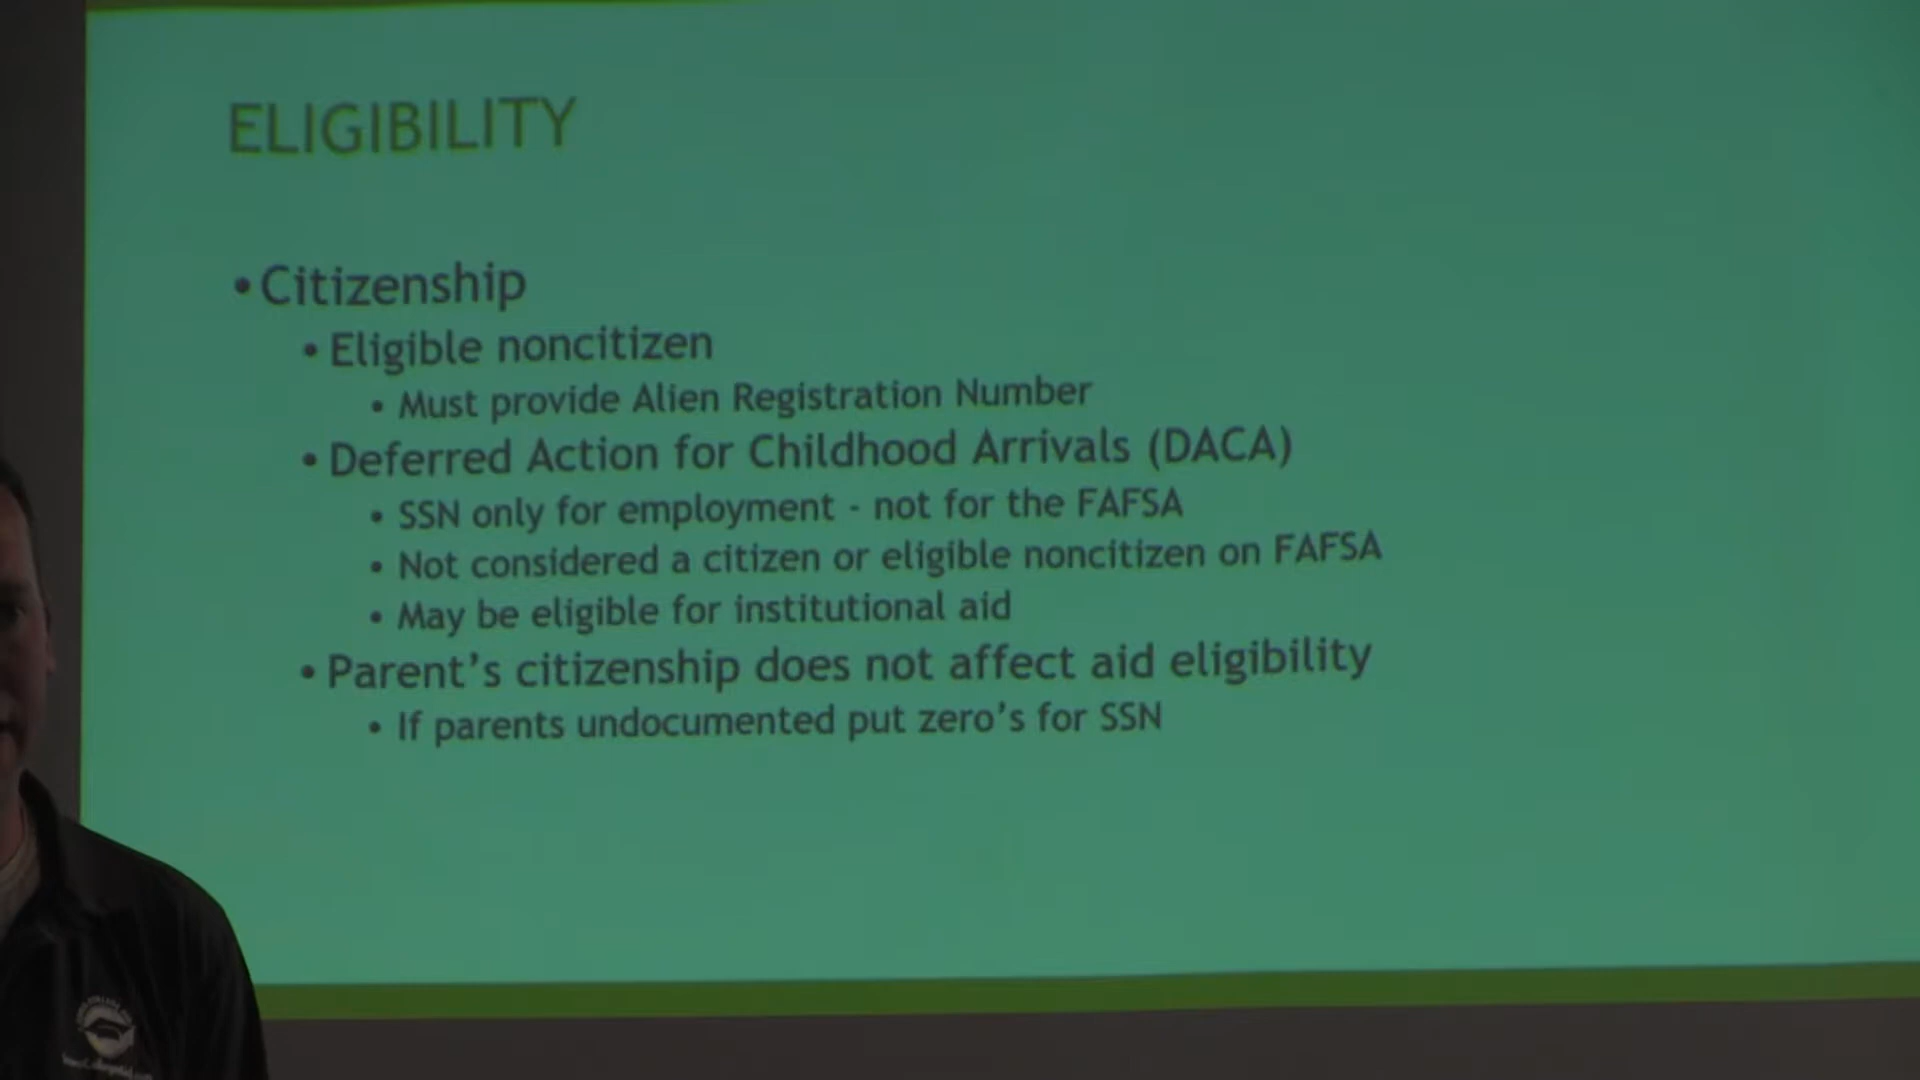 ELIGIBILITY
•Citizenship
•Eligible noncitizen
•Must provide Alien Registration Number
•Deferred Action for Childhood Arrivals (DACA)
•SSN only for employment - not for the FAFSA
•Not considered a citizen or eligible noncitizen on FAFSA
•May be eligible for institutional aid
•Parent’s citizenship does not affect aid eligibility
•If parents undocumented put zero’s for SSN